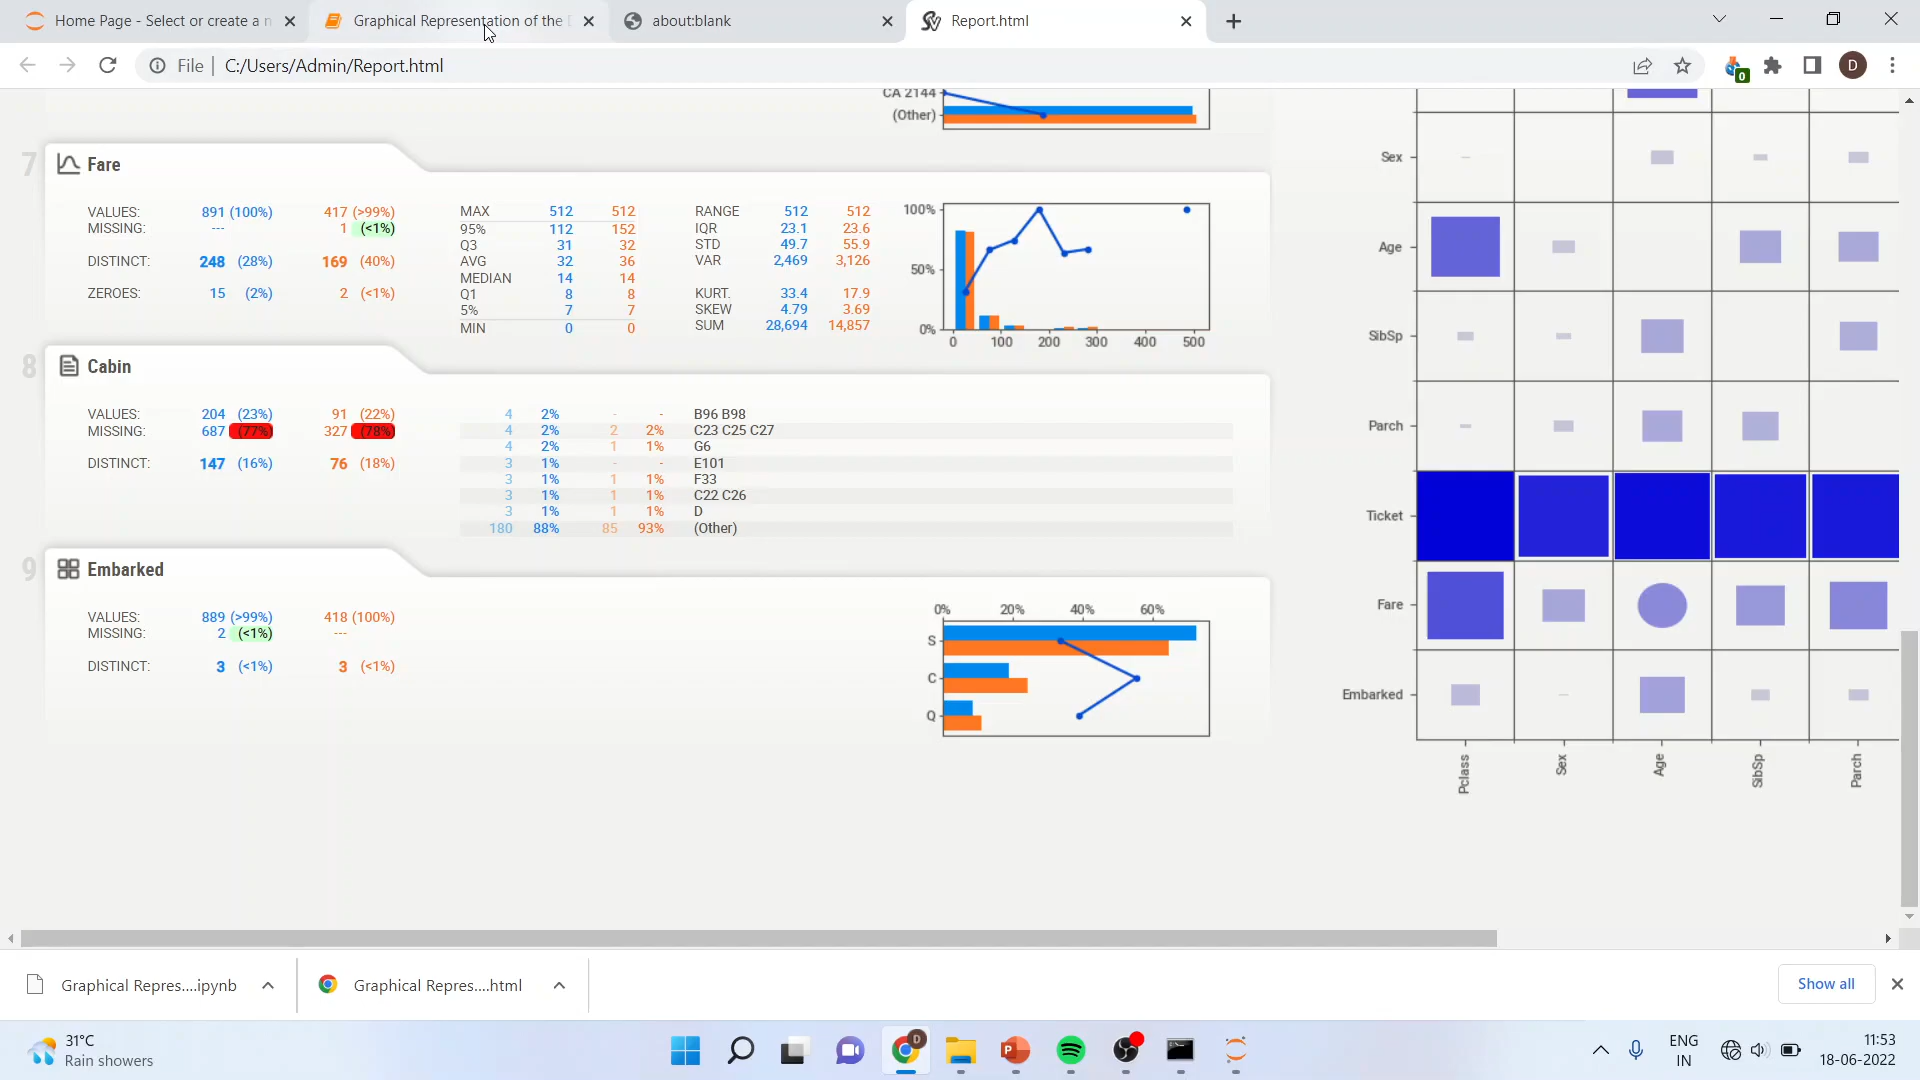 Home Page - Select or create a n
Graphical Representation of the
about:blank
Report.html
File C:/Users/Admin/Report.html
0
D
CA 2144
(Other)
7 Fare
VALUES: 891 (100%) 417 (>99%)
MISSING: --- 1 (<1%)
DISTINCT: 248 (28%) 169 (40%)
ZEROES: 15 (2%) 2 (<1%)
MAX 512 512
95% 112 152
Q3 31 32
AVG 32 36
MEDIAN 14 14
Q1 8 8
5% 7 7
MIN 0 0
RANGE 512 512
IQR 23.1 23.6
STD 49.7 55.9
VAR 2,469 3,126
KURT. 33.4 17.9
SKEW 4.79 3.69
SUM 28,694 14,857
100%
50%
0%
0 100 200 300 400 500
8 Cabin
VALUES: 204 (23%) 91 (22%)
MISSING: 687 (77%) 327 (78%)
DISTINCT: 147 (16%) 76 (18%)
4 2% - - B96 B98
4 2% 2 2% C23 C25 C27
4 2% 1 1% G6
3 1% - - E101
3 1% 1 1% F33
3 1% 1 1% C22 C26
3 1% 1 1% D
180 88% 85 93% (Other)
9 Embarked
VALUES: 889 (>99%) 418 (100%)
MISSING: 2 (<1%) ---
DISTINCT: 3 (<1%) 3 (<1%)
0% 20% 40% 60%
S
C
Q
Sex
Age
SibSp
Parch
Ticket
Fare
Embarked
Pclass
Sex
Age
SibSp
Parch
Graphical Repres....ipynb
Graphical Repres....html
Show all
31°C
Rain showers
D
ENG
IN
11:53
18-06-2022